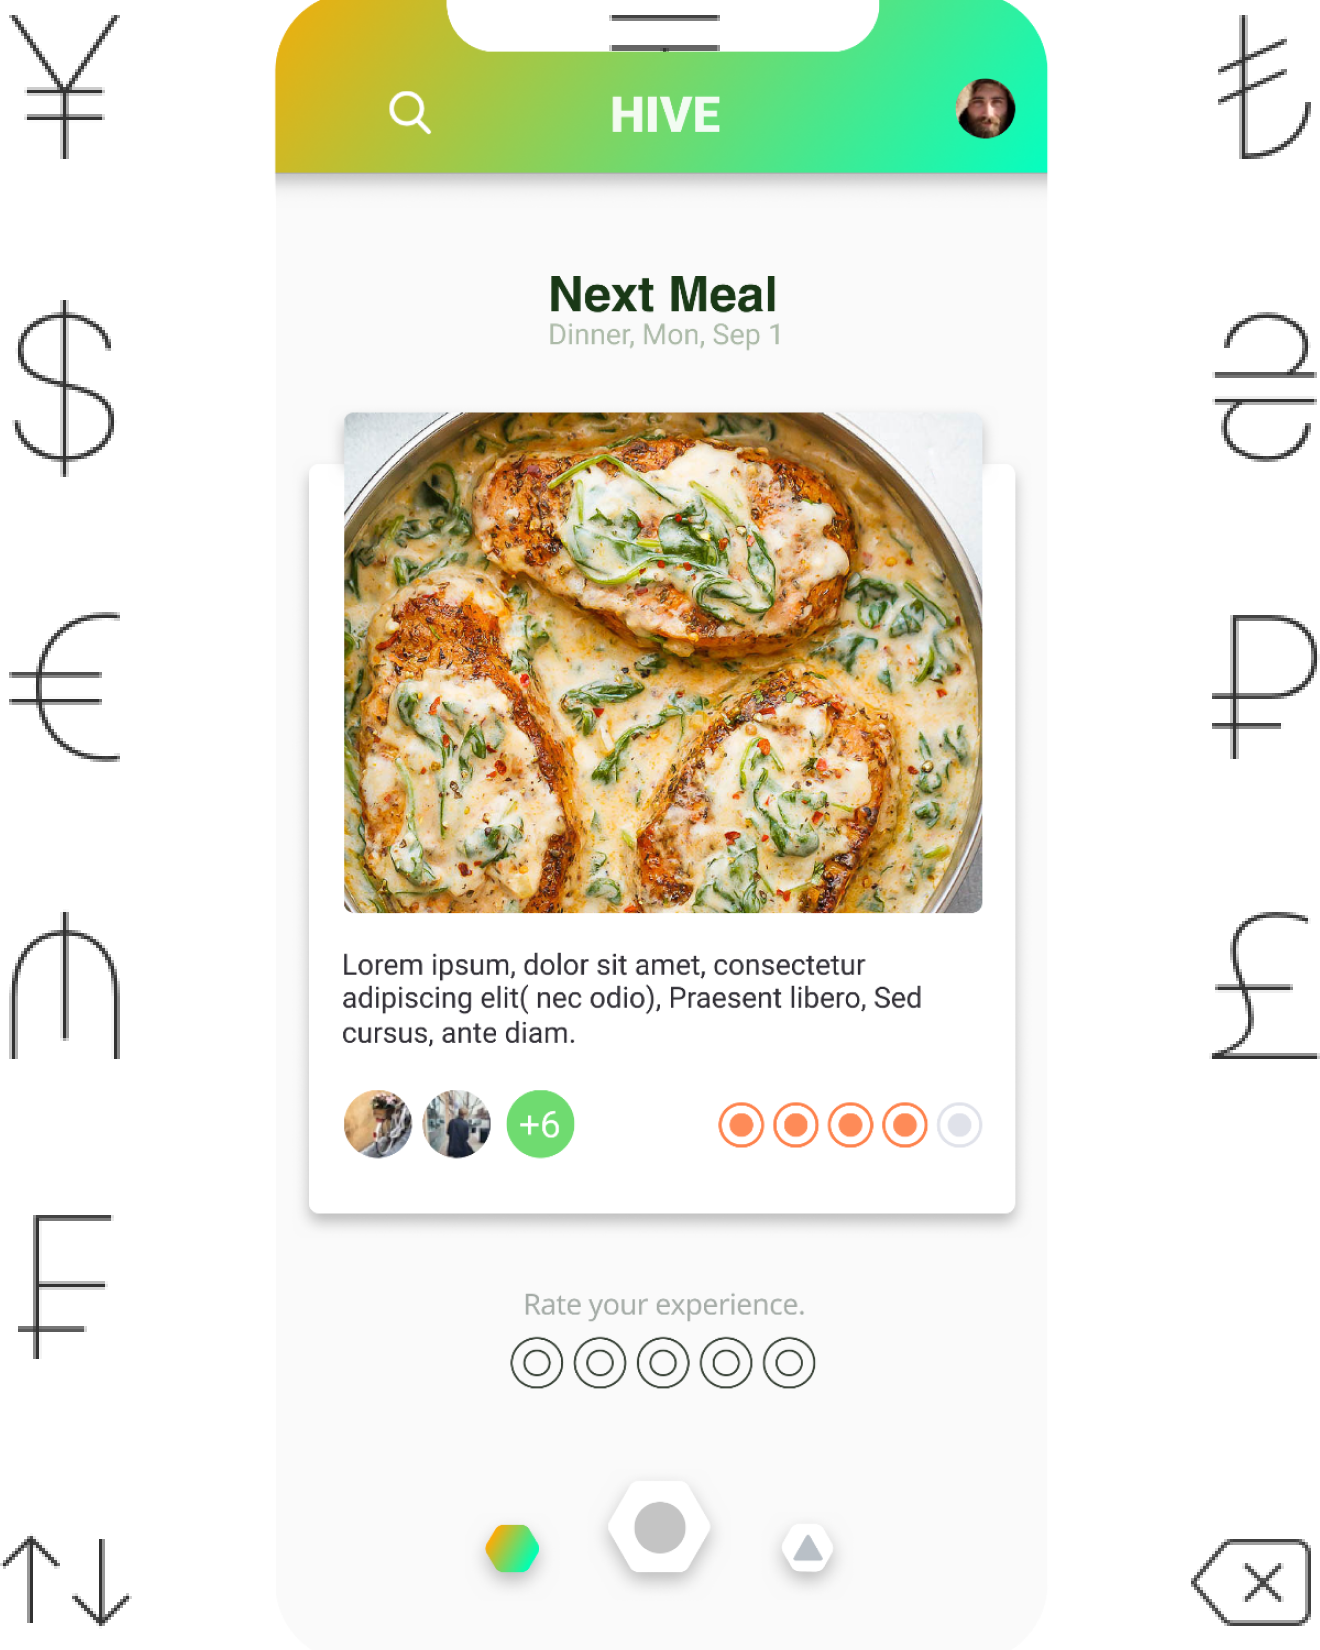 HIVE
Next Meal
Dinner, Mon, Sep 1
Lorem ipsum, dolor sit amet, consectetur
adipiscing elit( nec odio), Praesent libero, Sed
cursus, ante diam.
+6
Rate your experience.
¥
$
€
₼
₣
₺
₽
£